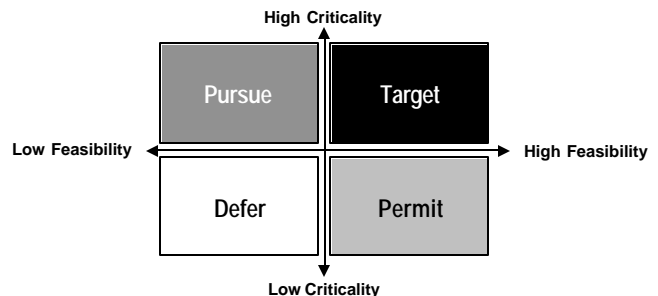 High Criticality
Pursue
Target
Low Feasibility
High Feasibility
Defer
Permit
Low Criticality